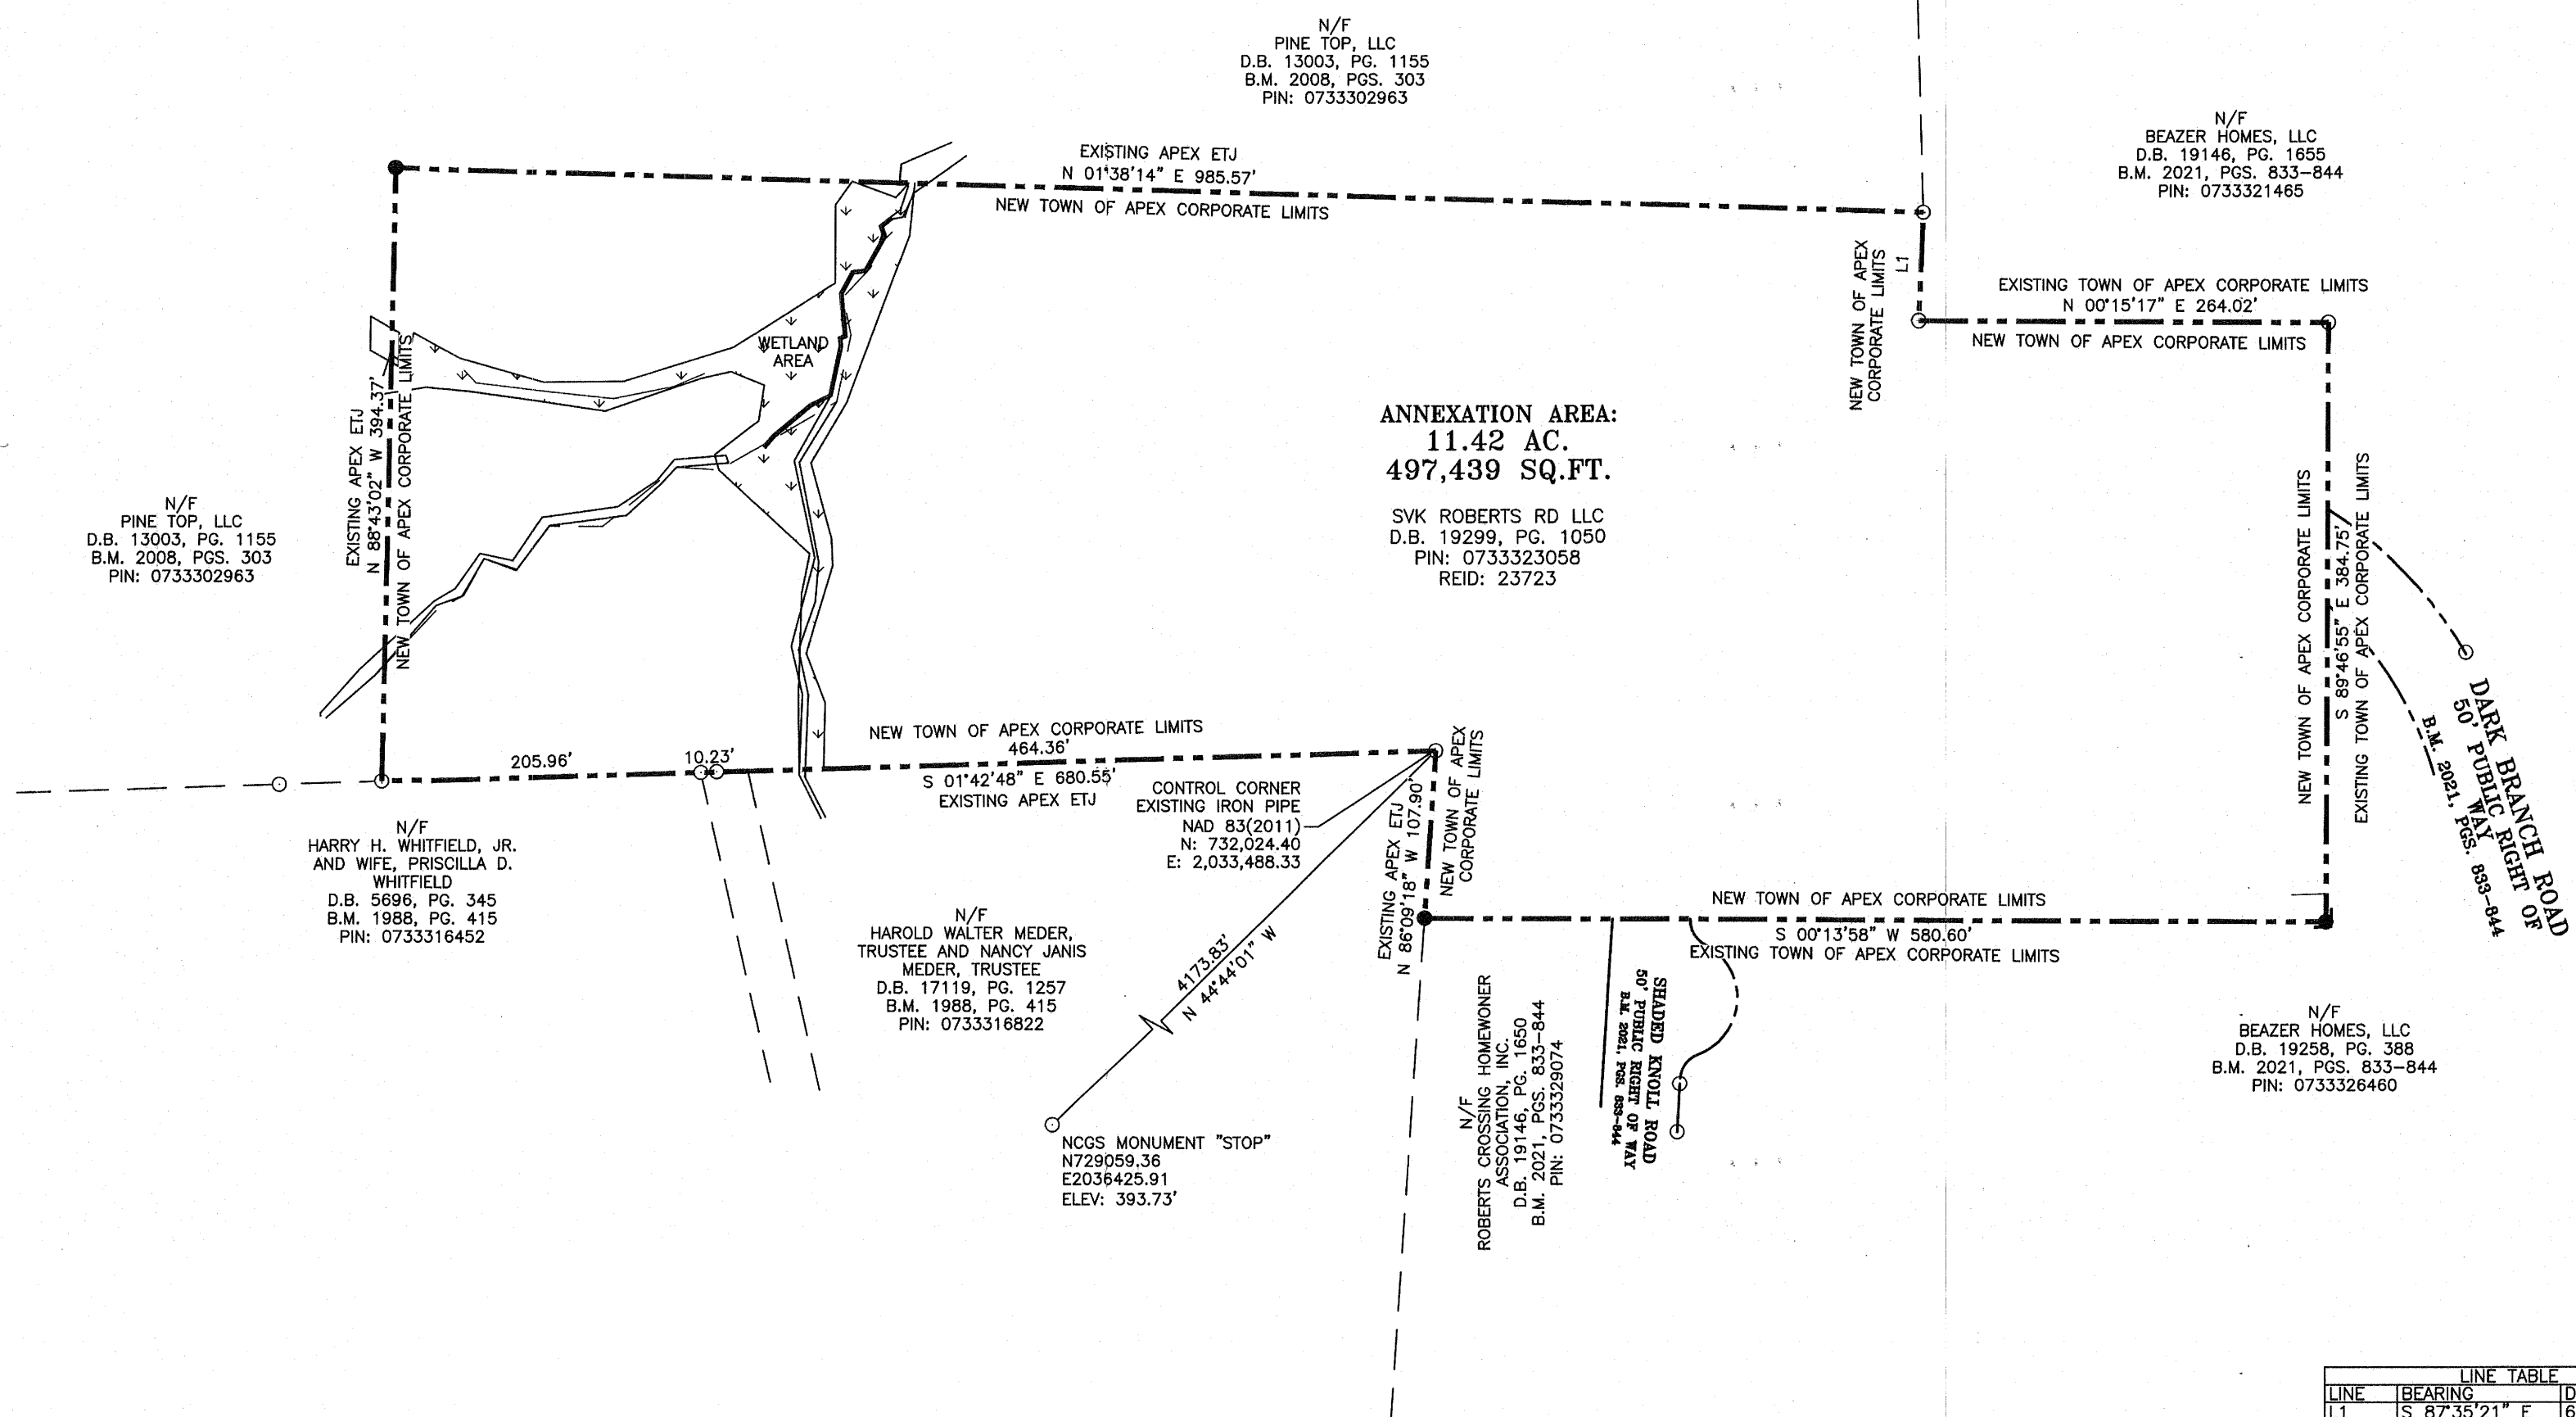 N/F
PINE TOP, LLC
D.B. 13003, PG. 1155
B.M. 2008, PGS. 303
PIN: 0733302963
N/F
BEAZER HOMES, LLC
D.B. 19146, PG. 1655
B.M. 2021, PGS. 833-844
PIN: 0733321465
EXISTING APEX ETJ
N 01°38'14" E 985.57'
NEW TOWN OF APEX CORPORATE LIMITS
NEW TOWN OF APEX
CORPORATE LIMITS
L1
EXISTING TOWN OF APEX CORPORATE LIMITS
N 00°15'17" E 264.02'
NEW TOWN OF APEX CORPORATE LIMITS
WETLAND
AREA
EXISTING APEX ETJ
N 88°43'02" W 394.37'
NEW TOWN OF APEX CORPORATE LIMITS
ANNEXATION AREA:
11.42 AC.
497,439 SQ.FT.
SVK ROBERTS RD LLC
D.B. 19299, PG. 1050
PIN: 0733323058
REID: 23723
N/F
PINE TOP, LLC
D.B. 13003, PG. 1155
B.M. 2008, PGS. 303
PIN: 0733302963
NEW TOWN OF APEX CORPORATE LIMITS
S 89°46'55" E 384.75'
EXISTING TOWN OF APEX CORPORATE LIMITS
DARK BRANCH ROAD
50' PUBLIC RIGHT OF
WAY
B.M. 2021, PGS. 833-844
205.96'
10.23'
NEW TOWN OF APEX CORPORATE LIMITS
464.36'
S 01°42'48" E 680.55'
EXISTING APEX ETJ
CONTROL CORNER
EXISTING IRON PIPE
NAD 83(2011)
N: 732,024.40
E: 2,033,488.33
EXISTING APEX ETJ
N 86°09'18" W 107.90'
NEW TOWN OF APEX
CORPORATE LIMITS
N/F
HARRY H. WHITFIELD, JR.
AND WIFE, PRISCILLA D.
WHITFIELD
D.B. 5696, PG. 345
B.M. 1988, PG. 415
PIN: 0733316452
N/F
HAROLD WALTER MEDER,
TRUSTEE AND NANCY JANIS
MEDER, TRUSTEE
D.B. 17119, PG. 1257
B.M. 1988, PG. 415
PIN: 0733316822
4173.83'
N 44°44'01" W
NEW TOWN OF APEX CORPORATE LIMITS
S 00°13'58" W 580.60'
EXISTING TOWN OF APEX CORPORATE LIMITS
N/F
ROBERTS CROSSING HOMEWONER
ASSOCIATION, INC.
D.B. 19146, PG. 1650
B.M. 2021, PGS. 833-844
PIN: 0733329074
SHADED KNOLL ROAD
50' PUBLIC RIGHT OF WAY
B.M. 2021, PGS. 833-844
N/F
BEAZER HOMES, LLC
D.B. 19258, PG. 388
B.M. 2021, PGS. 833-844
PIN: 0733326460
NCGS MONUMENT "STOP"
N729059.36
E2036425.91
ELEV: 393.73'
LINE TABLE
LINE BEARING
L1 S 87°35'21" E